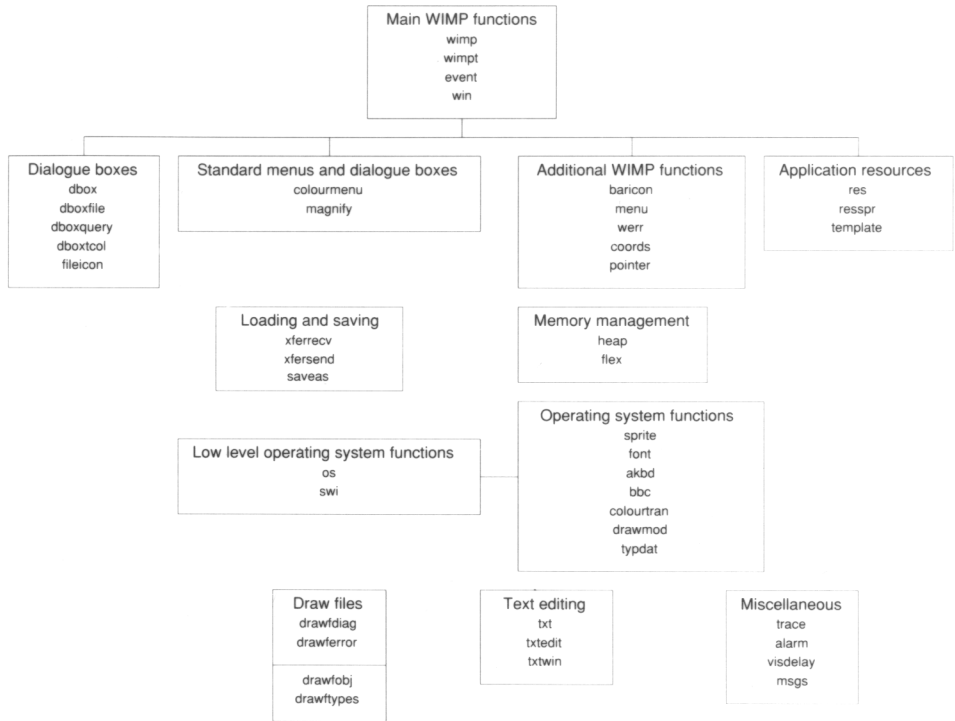 Main WIMP functions
wimp
wimpt
event
win
Dialogue boxes
dbox
dboxfile
dboxquery
dboxtcol
fileicon
Standard menus and dialogue boxes
colourmenu
magnify
Additional WIMP functions
baricon
menu
werr
coords
pointer
Application resources
res
resspr
template
Loading and saving
xferrecv
xfersend
saveas
Memory management
heap
flex
Low level operating system functions
os
swi
Operating system functions
sprite
font
akbd
bbc
colourtran
drawmod
typdat
Draw files
drawfdiag
drawferror
drawfobj
drawftypes
Text editing
txt
txtedit
txtwin
Miscellaneous
trace
alarm
visdelay
msgs